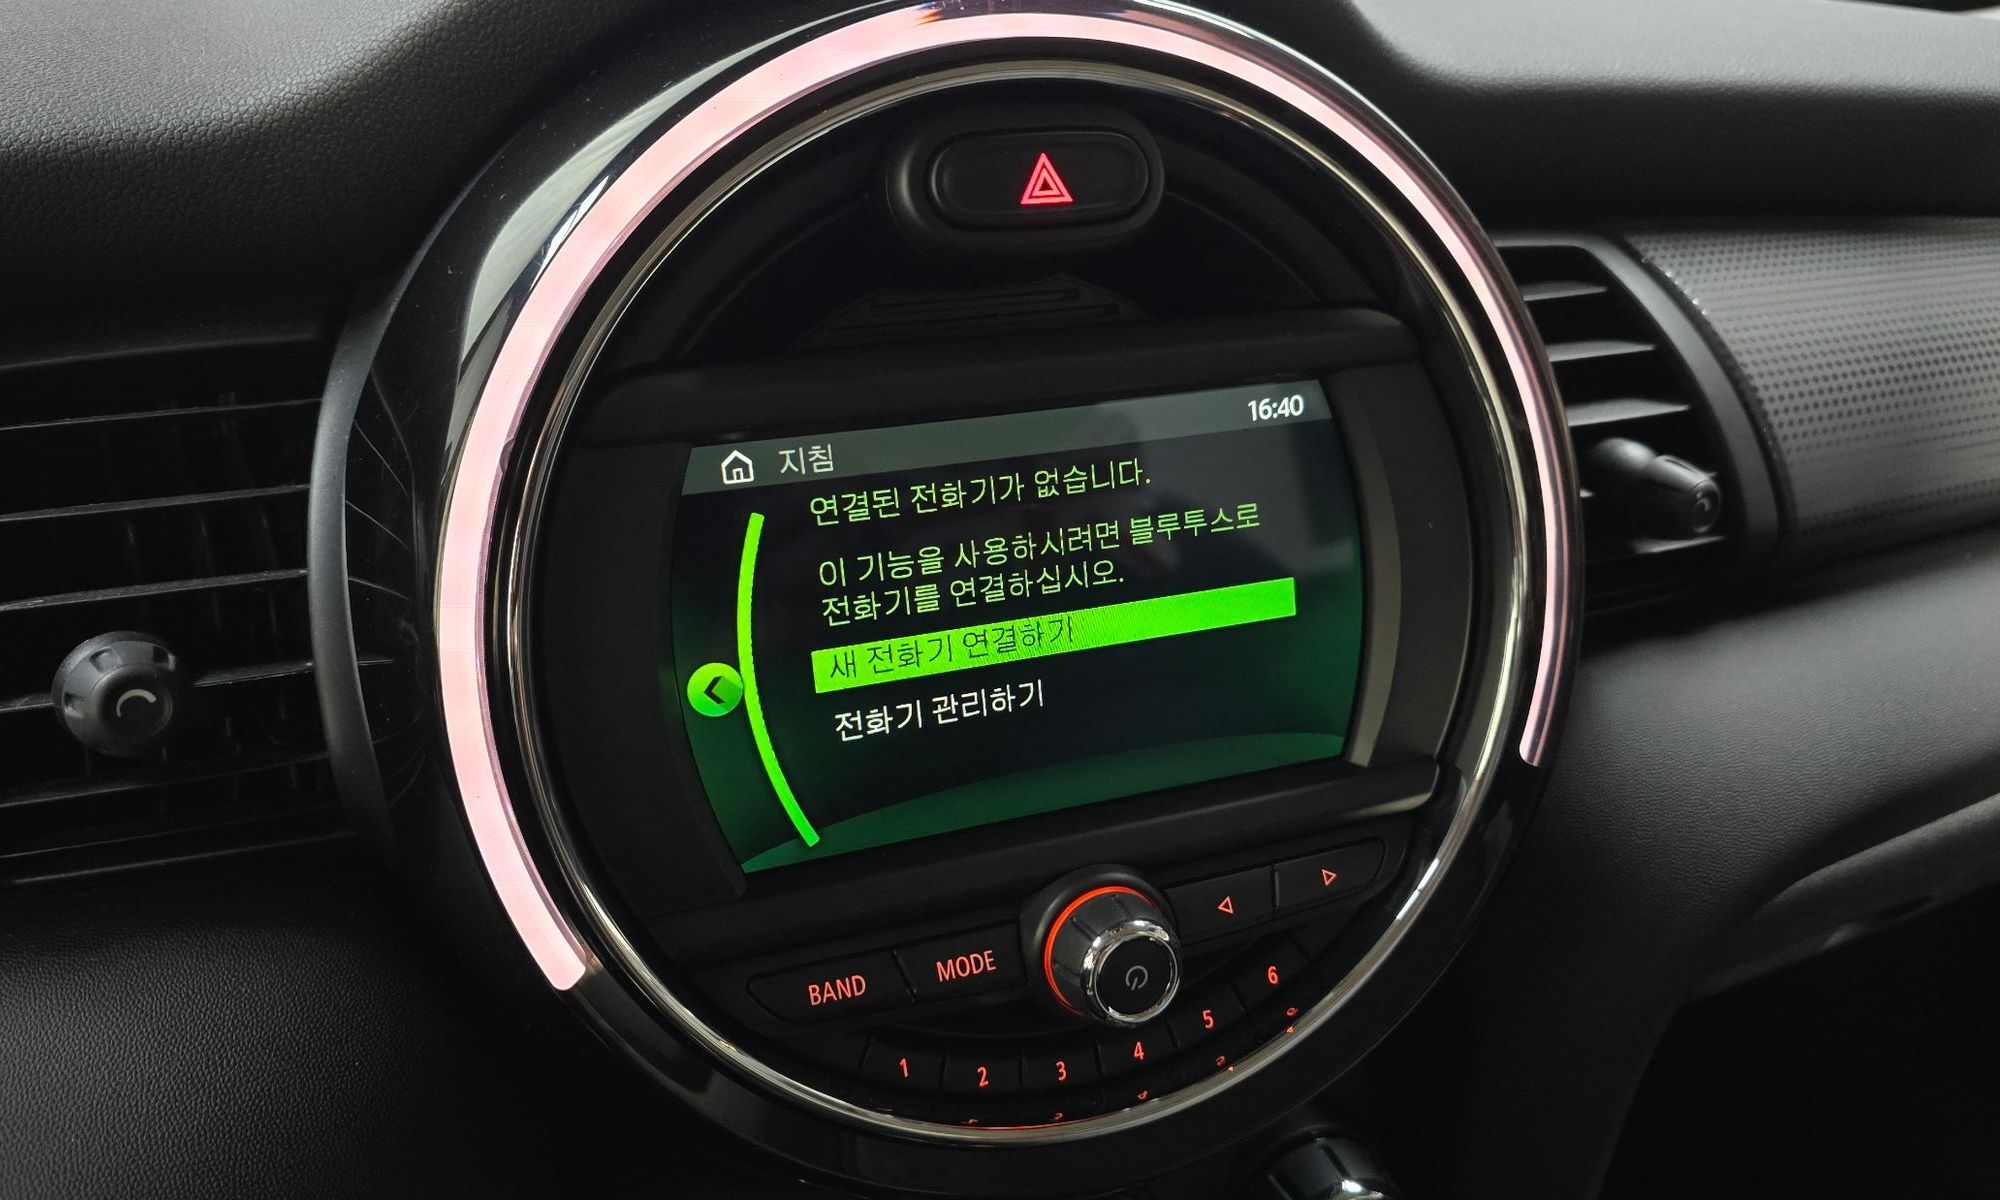 16:40
지침
연결된 전화기가 없습니다.
이 기능을 사용하시려면 블루투스로
전화기를 연결하십시오.
새 전화기 연결하기
전화기 관리하기
BAND
MODE
1
2
3
4
5
6